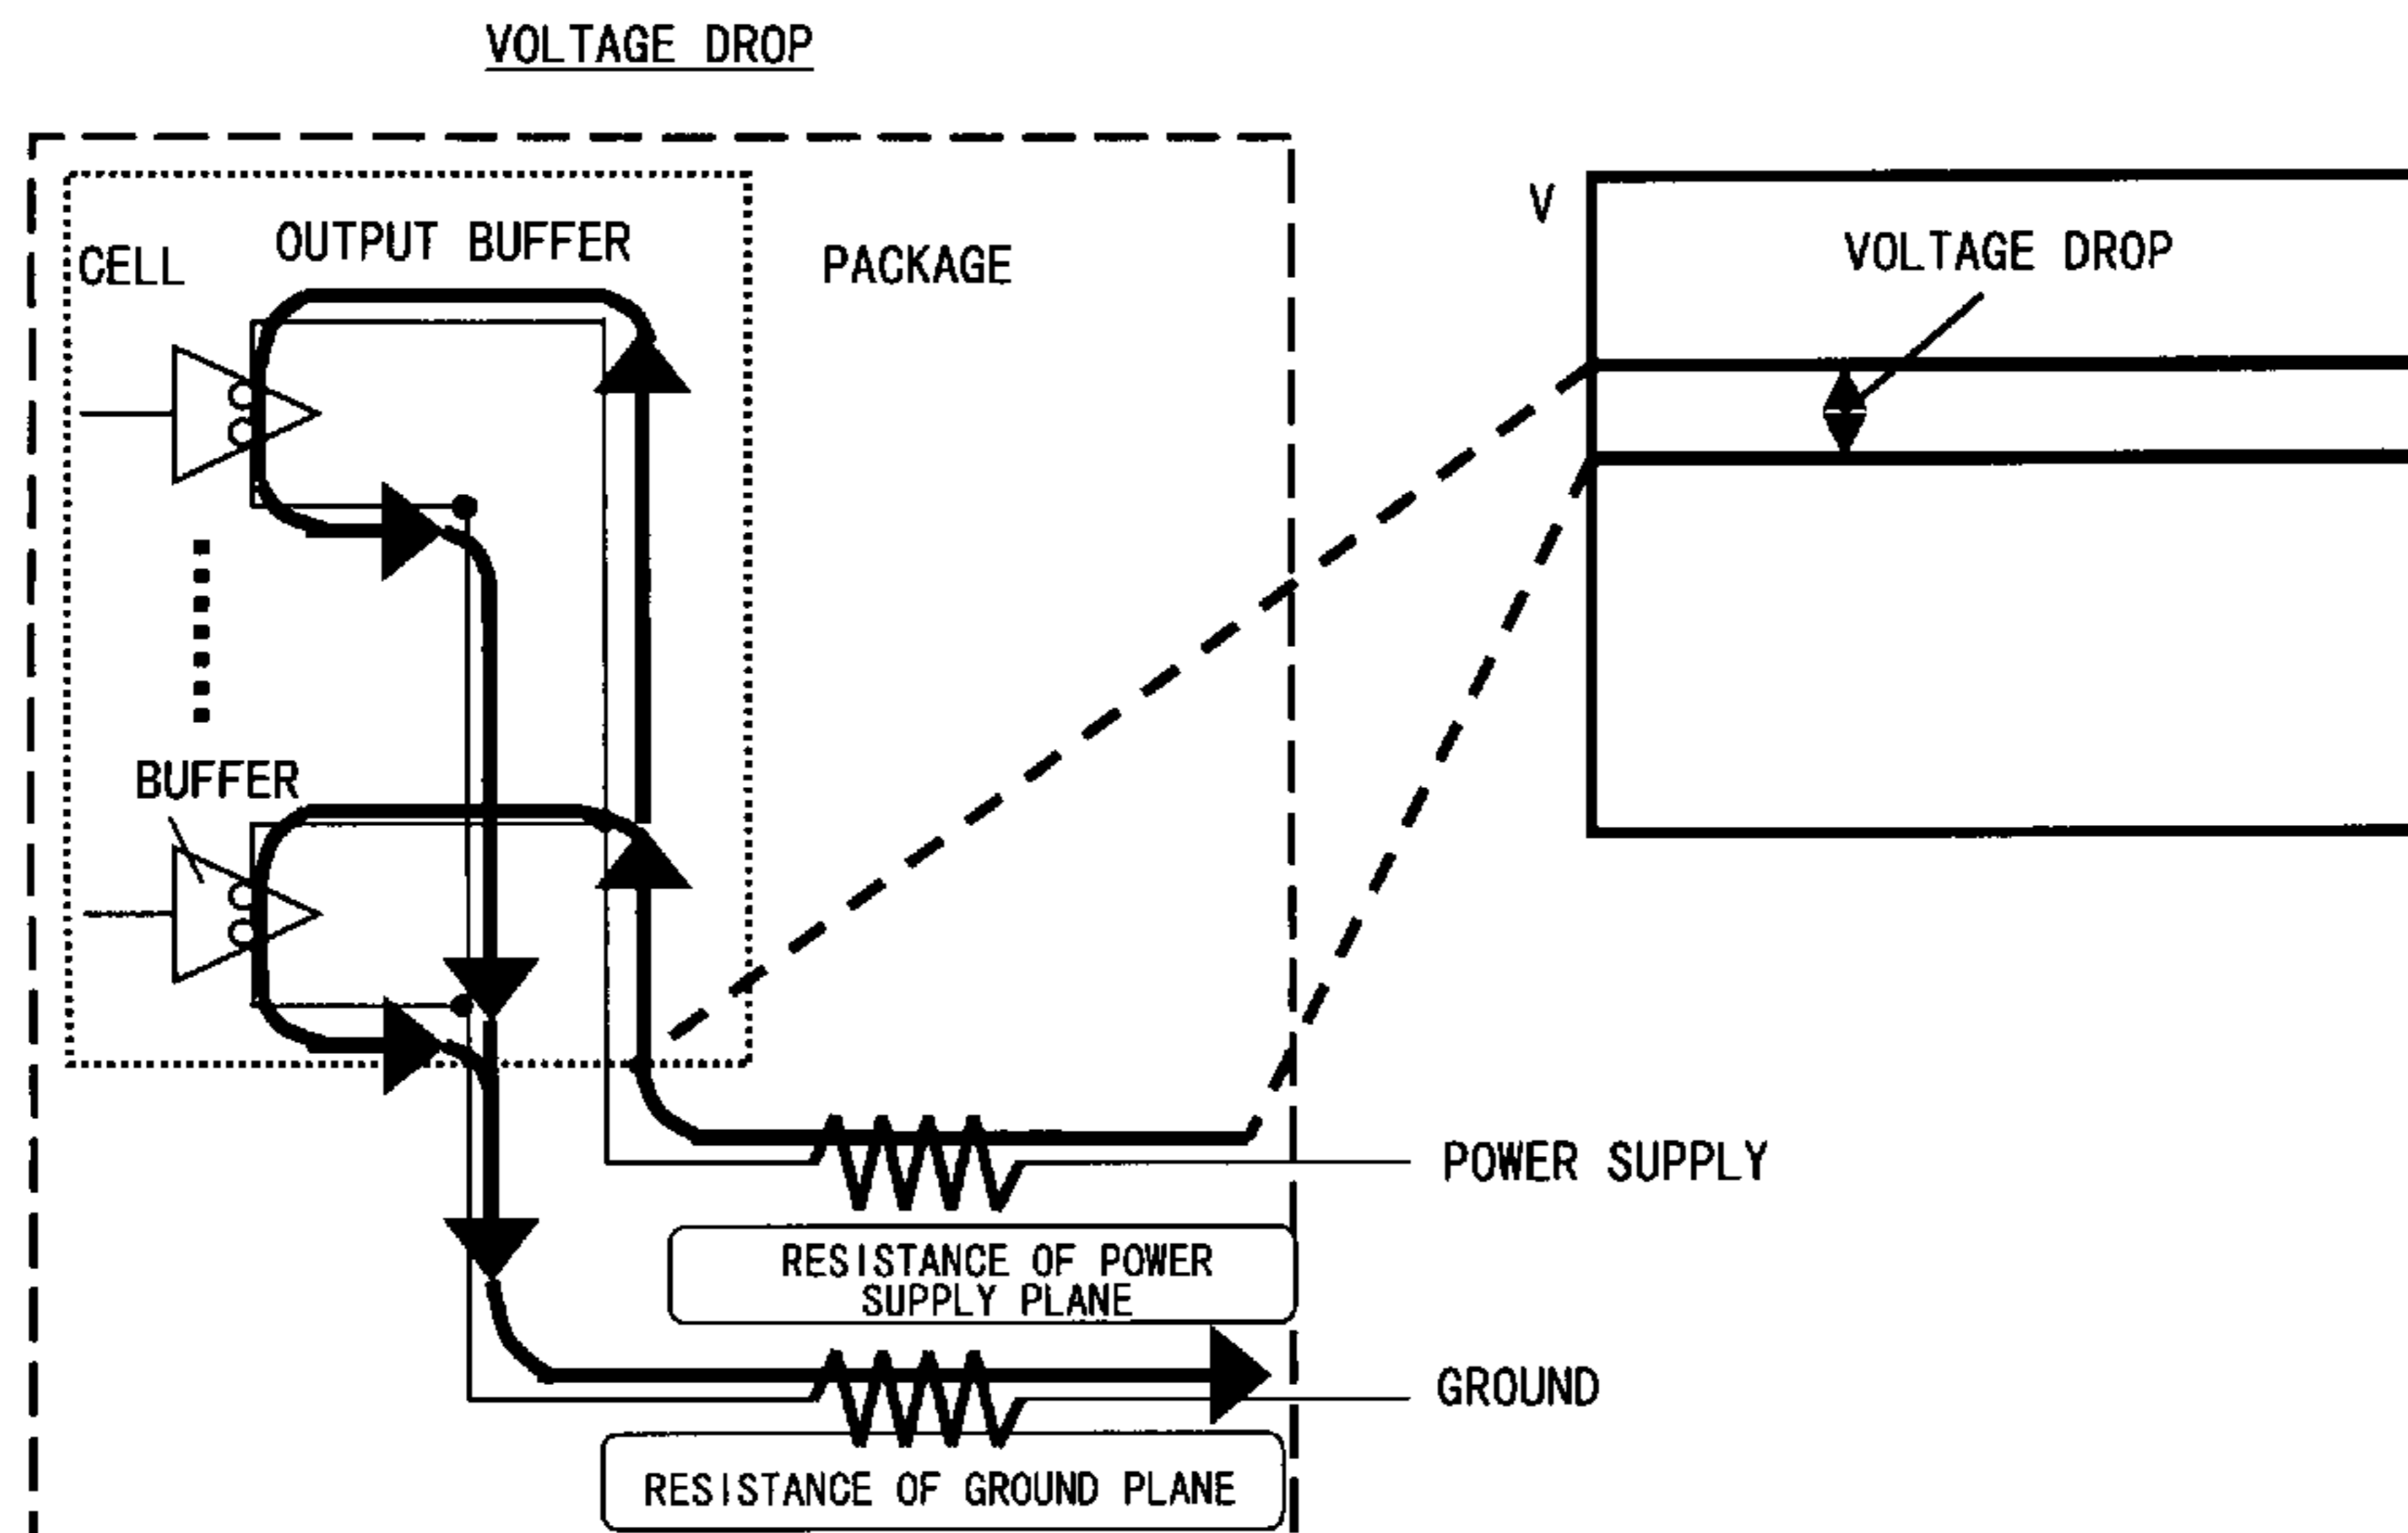 VOLTAGE DROP
CELL
OUTPUT BUFFER
PACKAGE
V
VOLTAGE DROP
BUFFER
POWER SUPPLY
RESISTANCE OF POWER
SUPPLY PLANE
GROUND
RESISTANCE OF GROUND PLANE